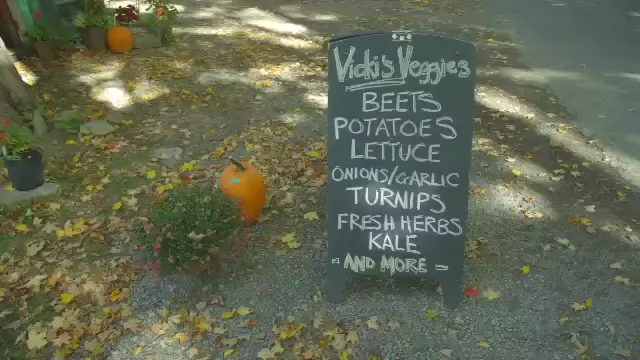 Vicki's Veggies
BEETS
POTATOES
LETTUCE
ONIONS/GARLIC
TURNIPS
FRESH HERBS
KALE
- AND MORE -